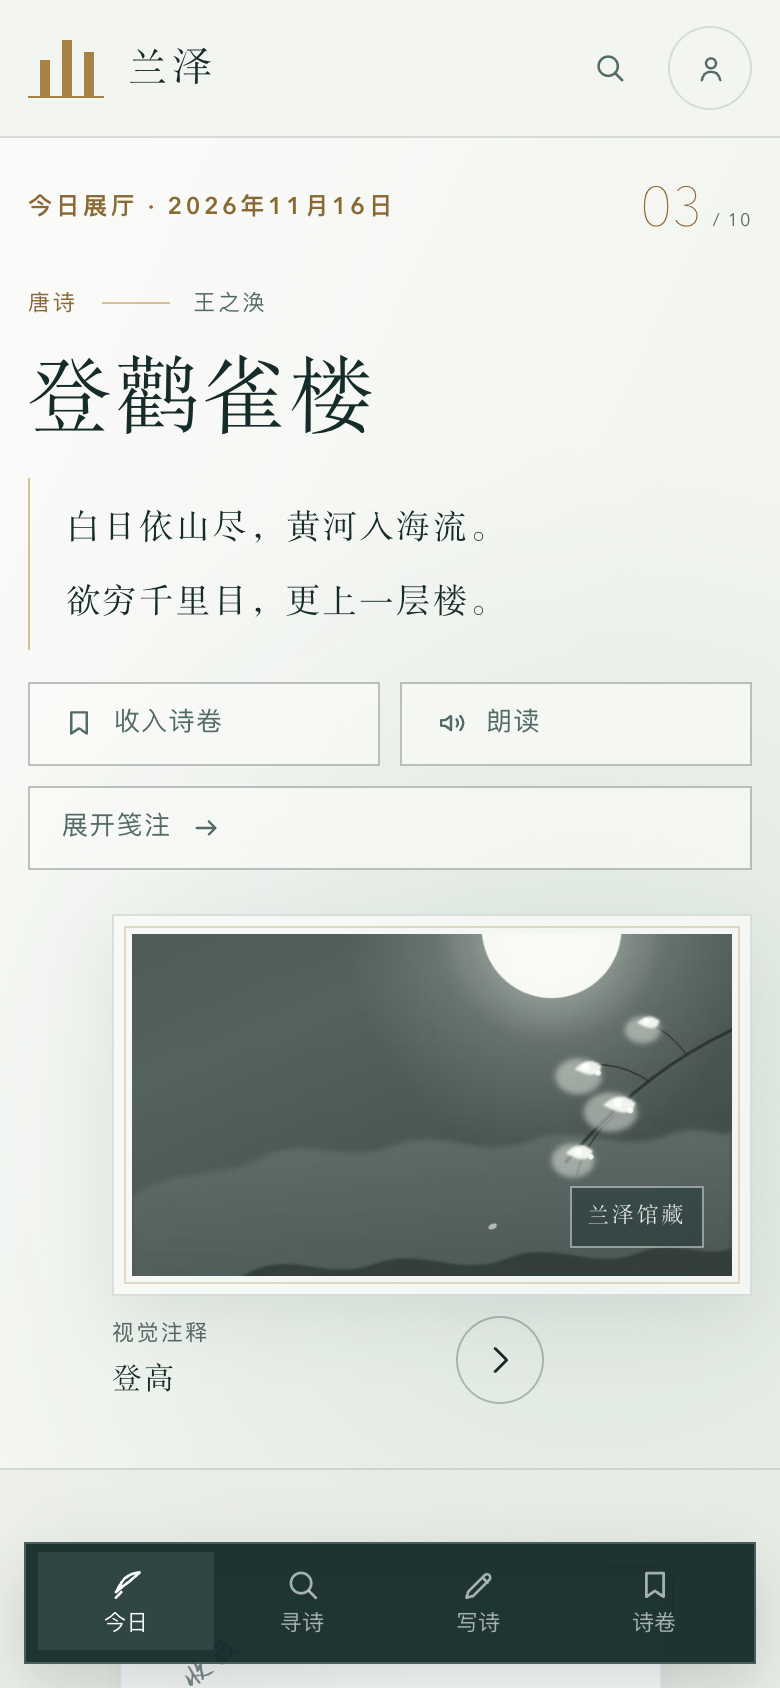 兰泽
今日展厅 · 2026年11月16日
03 / 10
唐诗 王之涣
登鹳雀楼
白日依山尽，黄河入海流。
欲穷千里目，更上一层楼。
收入诗卷
朗读
展开笺注
兰泽馆藏
视觉注释
登高
今日
寻诗
写诗
诗卷